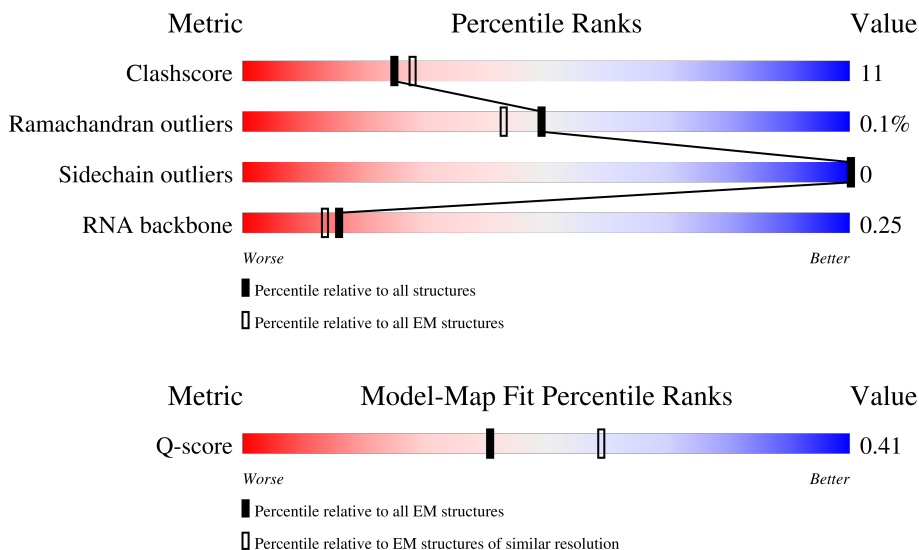 Metric Percentile Ranks Value
Clashscore 11
Ramachandran outliers 0.1%
Sidechain outliers 0
RNA backbone 0.25
Worse Better
Percentile relative to all structures
Percentile relative to all EM structures
Metric Model-Map Fit Percentile Ranks Value
Q-score 0.41
Worse Better
Percentile relative to all EM structures
Percentile relative to EM structures of similar resolution